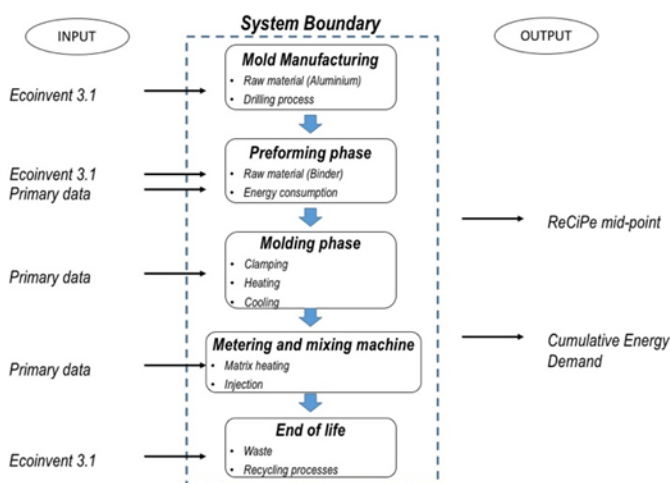 System Boundary
INPUT
OUTPUT
Mold Manufacturing
• Raw material (Aluminium)
• Drilling process
Ecoinvent 3.1
Preforming phase
• Raw material (Binder)
• Energy consumption
Ecoinvent 3.1
Primary data
Molding phase
• Clamping
• Heating
• Cooling
Primary data
Metering and mixing machine
• Matrix heating
• Injection
Primary data
End of life
• Waste
• Recycling processes
Ecoinvent 3.1
ReCiPe mid-point
Cumulative Energy
Demand